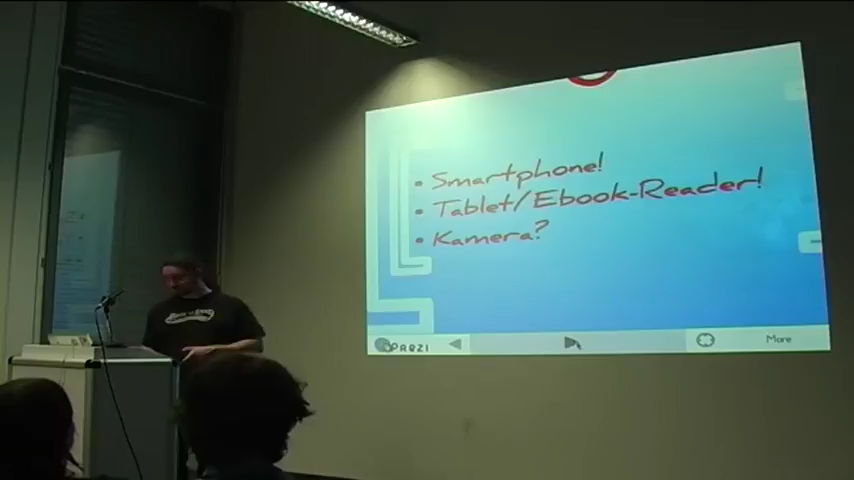 • Smartphone!
• Tablet/Ebook-Reader!
• Kamera?
PREZI
More